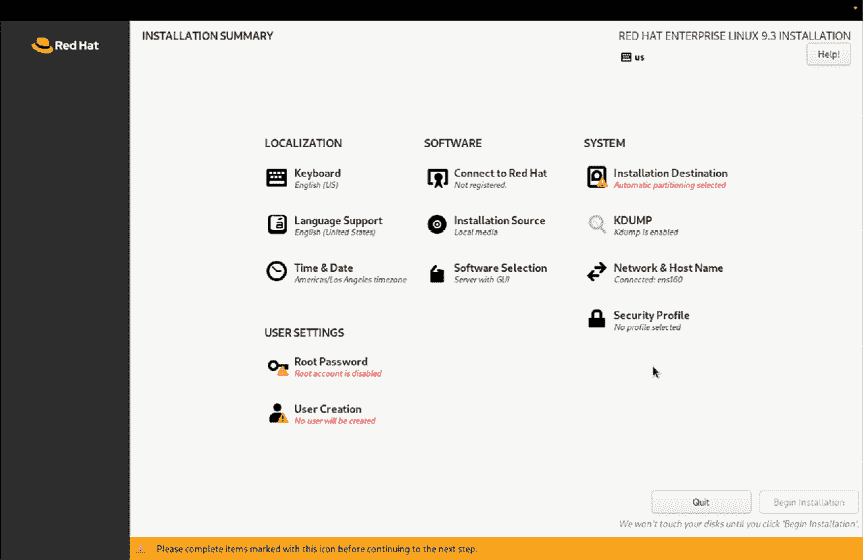 Red Hat
INSTALLATION SUMMARY
RED HAT ENTERPRISE LINUX 9.3 INSTALLATION
us
Help!
LOCALIZATION
Keyboard
English (US)
Language Support
English (United States)
Time & Date
Americas/Los Angeles timezone
SOFTWARE
Connect to Red Hat
Not registered.
Installation Source
Local media
Software Selection
Server with GUI
SYSTEM
Installation Destination
Automatic partitioning selected
KDUMP
Kdump is enabled
Network & Host Name
Connected: ens160
Security Profile
No profile selected
USER SETTINGS
Root Password
Root account is disabled
User Creation
No user will be created
Quit
Begin Installation
We won't touch your disks until you click 'Begin Installation'.
Please complete items marked with this icon before continuing to the next step.